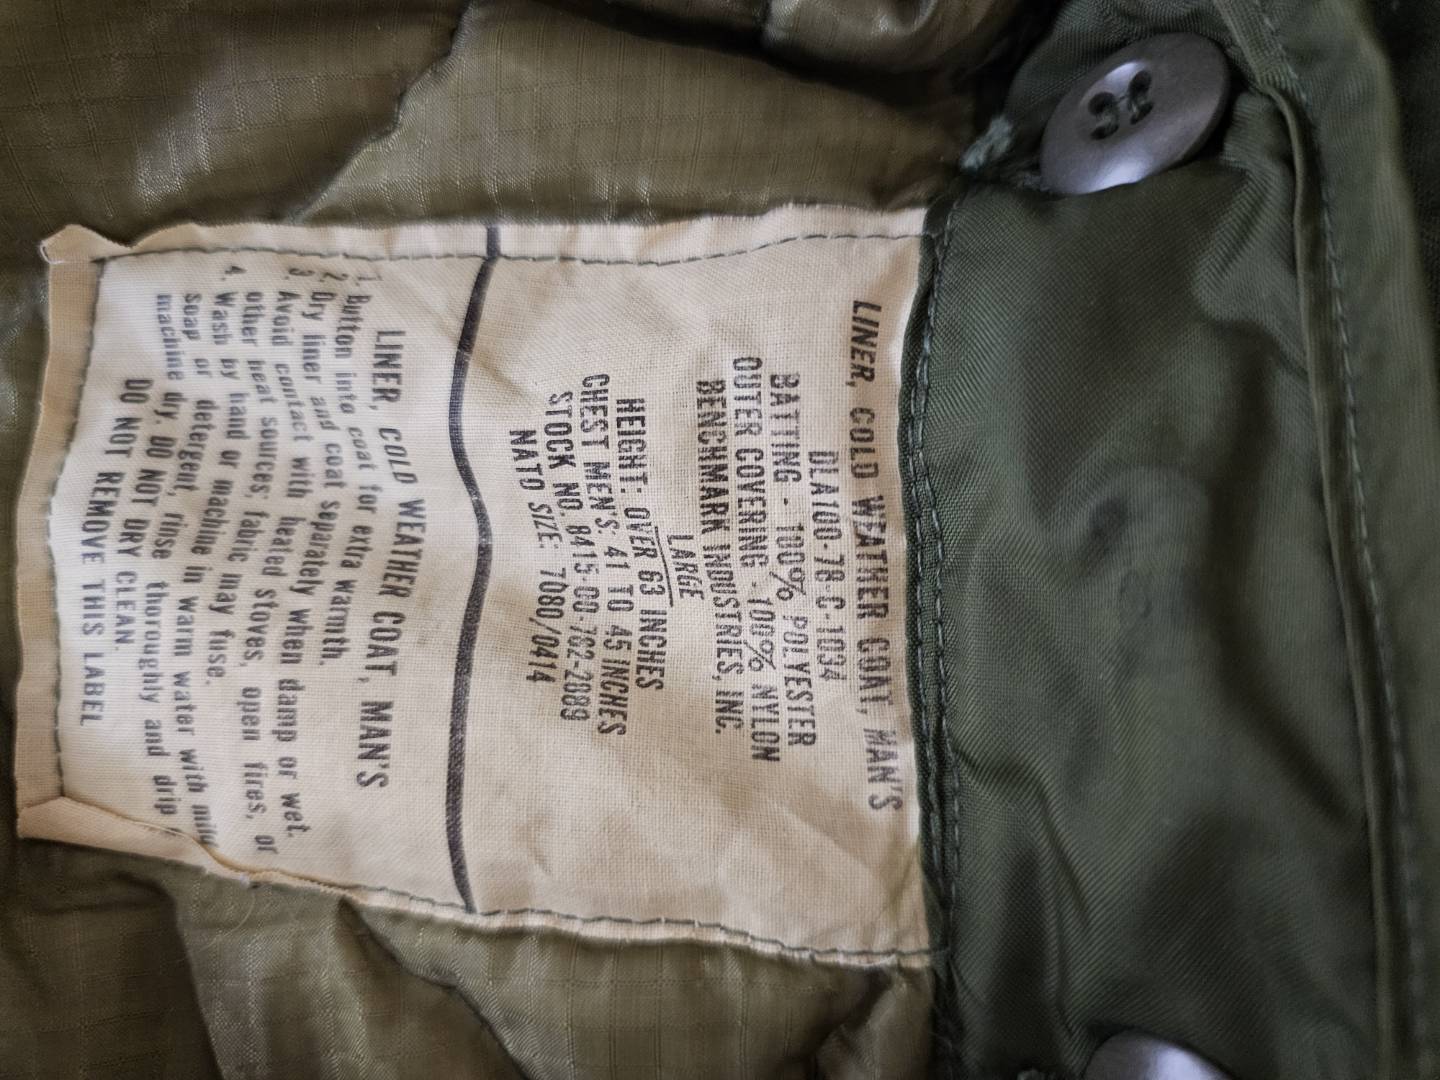 LINER, COLD WEATHER COAT, MAN'S
DLA100-78-C-1034
BATTING - 100% POLYESTER
OUTER COVERING - 100% NYLON
BENCHMARK INDUSTRIES, INC.
LARGE
HEIGHT: OVER 63 INCHES
CHEST MEN'S: 41 TO 45 INCHES
STOCK NO. 8415-00-782-2889
NATO SIZE: 7080/0414
LINER, COLD WEATHER COAT, MAN'S
1. Button into coat for extra warmth.
2. Dry liner and coat separately when damp or wet.
3. Avoid contact with heated stoves, open fires, or
other heat sources; fabric may fuse.
4. Wash by hand or machine in warm water with mild
soap or detergent, rinse thoroughly and drip
machine dry. DO NOT DRY CLEAN.
DO NOT REMOVE THIS LABEL